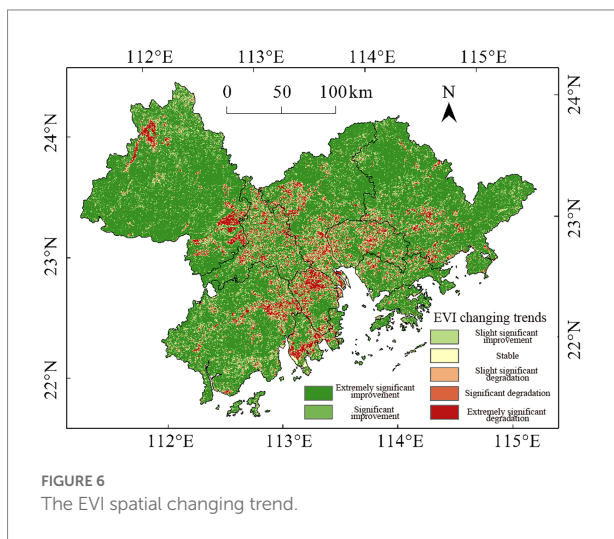 112°E 113°E 114°E 115°E
0 50 100km
N
24°N
23°N
22°N
24°N
23°N
22°N
EVI changing trends
Slight significant
improvement
Stable
Slight significant
degradation
Significant degradation
Extremely significant
degradation
Extremely significant
improvement
Significant
improvement
112°E 113°E 114°E 115°E
FIGURE 6
The EVI spatial changing trend.